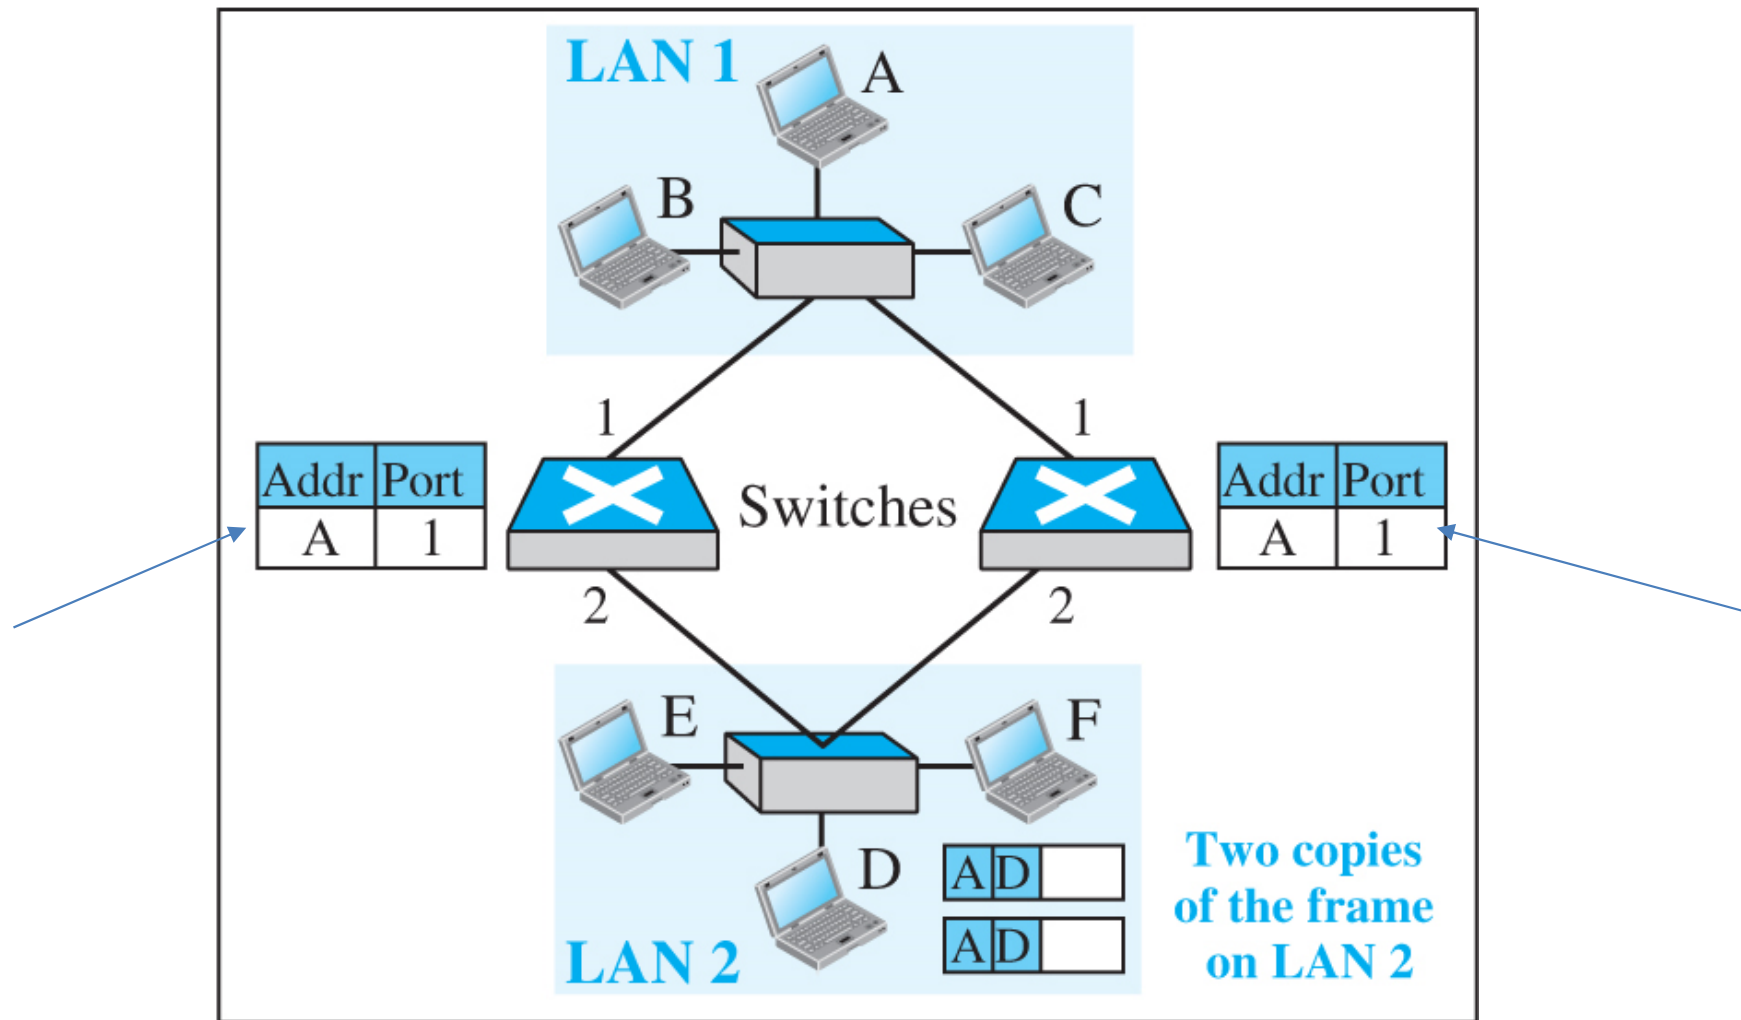 LAN 1
A
B
C
1
1
Addr Port
A 1
Switches
Addr Port
A 1
2
2
E
F
D
A D
A D
Two copies
of the frame
on LAN 2
LAN 2